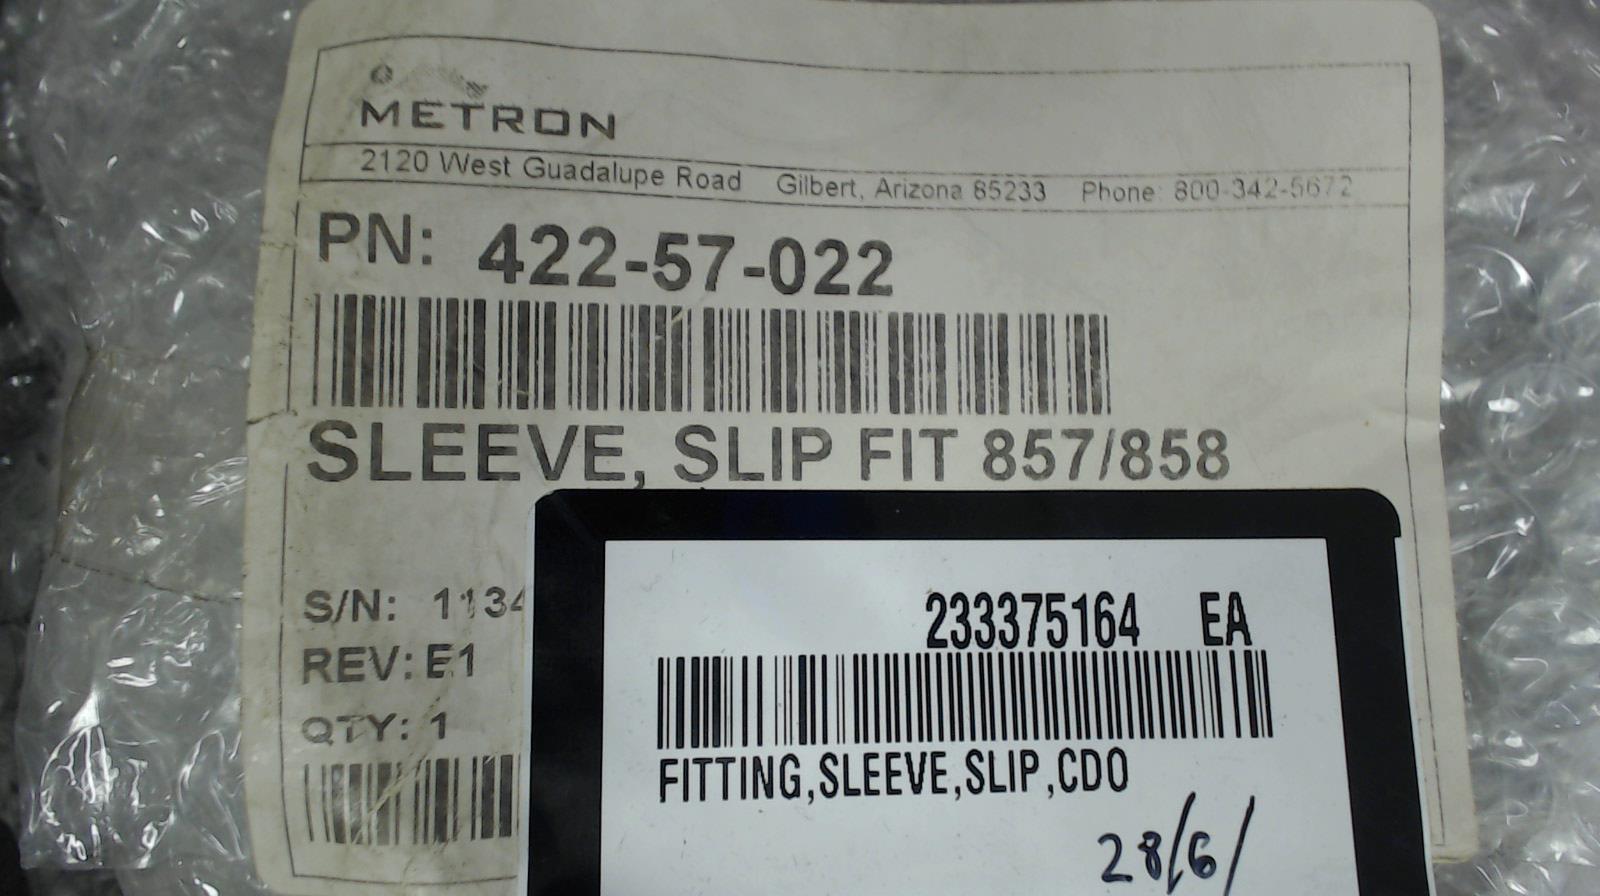 METRON
2120 West Guadalupe Road Gilbert, Arizona 85233 Phone: 800-342-5672
PN: 422-57-022
SLEEVE, SLIP FIT 857/858
S/N: 1134
REV: E1
QTY: 1
233375164 EA
FITTING,SLEEVE,SLIP,CDO
28/6/